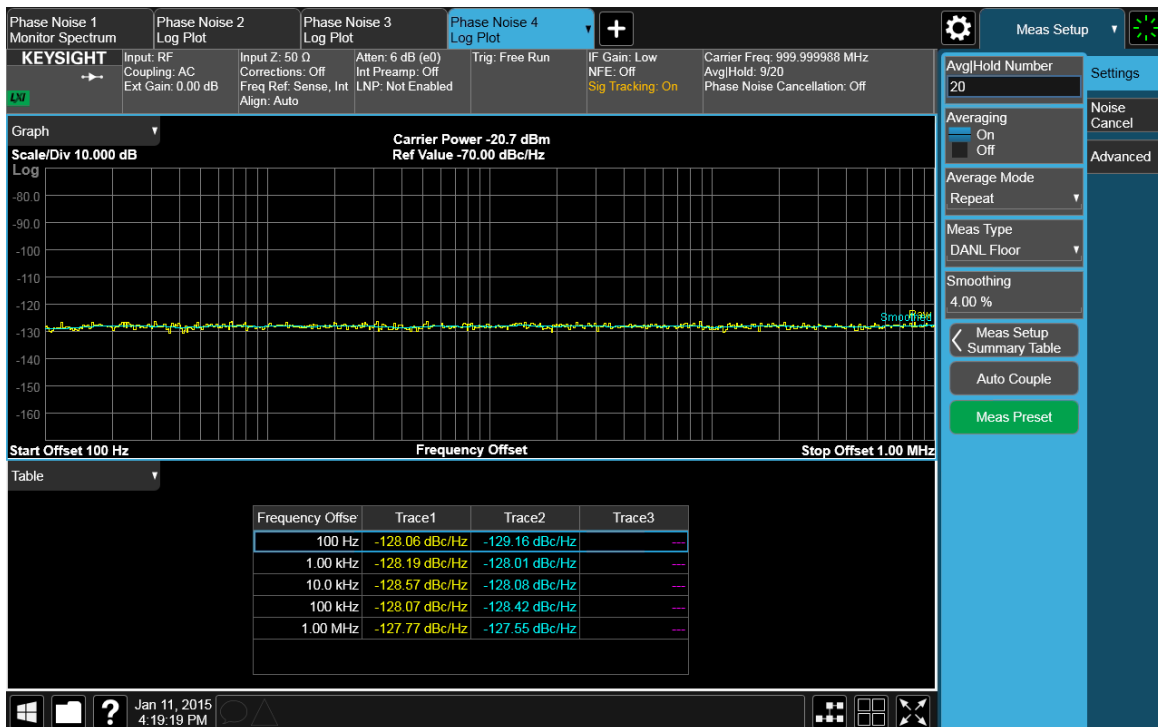 Phase Noise 1
Monitor Spectrum
Phase Noise 2
Log Plot
Phase Noise 3
Log Plot
Phase Noise 4
Log Plot
Meas Setup
KEYSIGHT
LXI
Input: RF
Coupling: AC
Ext Gain: 0.00 dB
Input Z: 50 Ω
Corrections: Off
Freq Ref: Sense, Int
Align: Auto
Atten: 6 dB (e0)
Int Preamp: Off
LNP: Not Enabled
Trig: Free Run
IF Gain: Low
NFE: Off
Sig Tracking: On
Carrier Freq: 999.999988 MHz
Avg|Hold: 9/20
Phase Noise Cancellation: Off
Graph
Scale/Div 10.000 dB
Log
Carrier Power -20.7 dBm
Ref Value -70.00 dBc/Hz
-80.0
-90.0
-100
-110
-120
-130
-140
-150
-160
Raw
Smoothed
Start Offset 100 Hz
Frequency Offset
Stop Offset 1.00 MHz
Table
Frequency Offse Trace1 Trace2 Trace3
100 Hz -128.06 dBc/Hz -129.16 dBc/Hz ---
1.00 kHz -128.19 dBc/Hz -128.01 dBc/Hz ---
10.0 kHz -128.57 dBc/Hz -128.08 dBc/Hz ---
100 kHz -128.07 dBc/Hz -128.42 dBc/Hz ---
1.00 MHz -127.77 dBc/Hz -127.55 dBc/Hz ---
Avg|Hold Number
20
Averaging
On
Off
Average Mode
Repeat
Meas Type
DANL Floor
Smoothing
4.00 %
Meas Setup
Summary Table
Auto Couple
Meas Preset
Settings
Noise
Cancel
Advanced
?
Jan 11, 2015
4:19:19 PM